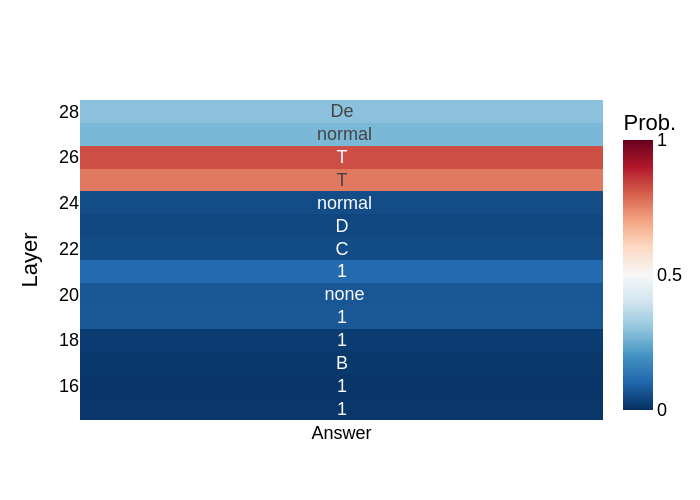 Prob.
28 De
normal
26 T
T
24 normal
D
22 C
1
20 none
1
18 1
B
16 1
1
Answer
Layer
1
0.5
0